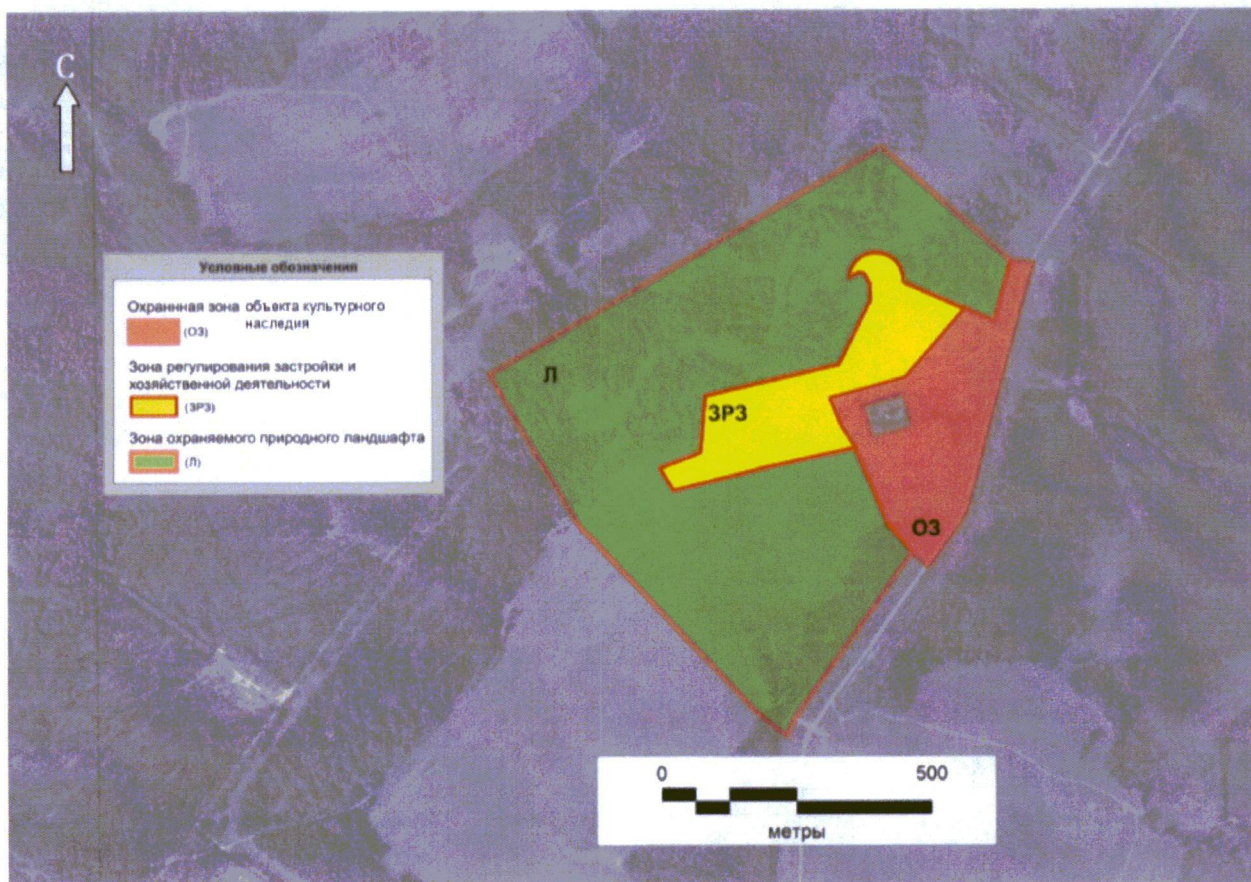 С
Условные обозначения
Охраннная зона объекта культурного
наследия
(ОЗ)
Зона регулирования застройки и
хозяйственной деятельности
(ЗРЗ)
Зона охраняемого природного ландшафта
(Л)
Л
ЗРЗ
ОЗ
0 500
метры